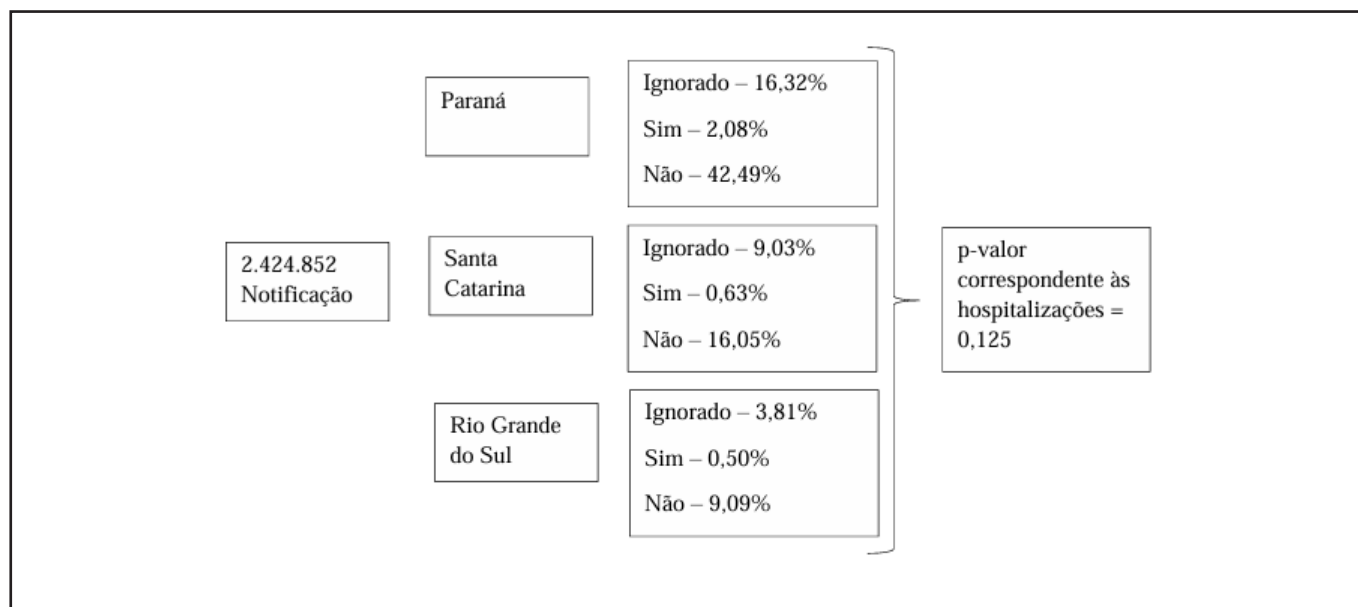 2.424.852
Notificação
Paraná
Ignorado – 16,32%
Sim – 2,08%
Não – 42,49%
Santa
Catarina
Ignorado – 9,03%
Sim – 0,63%
Não – 16,05%
Rio Grande
do Sul
Ignorado – 3,81%
Sim – 0,50%
Não – 9,09%
p-valor
correspondente às
hospitalizações =
0,125